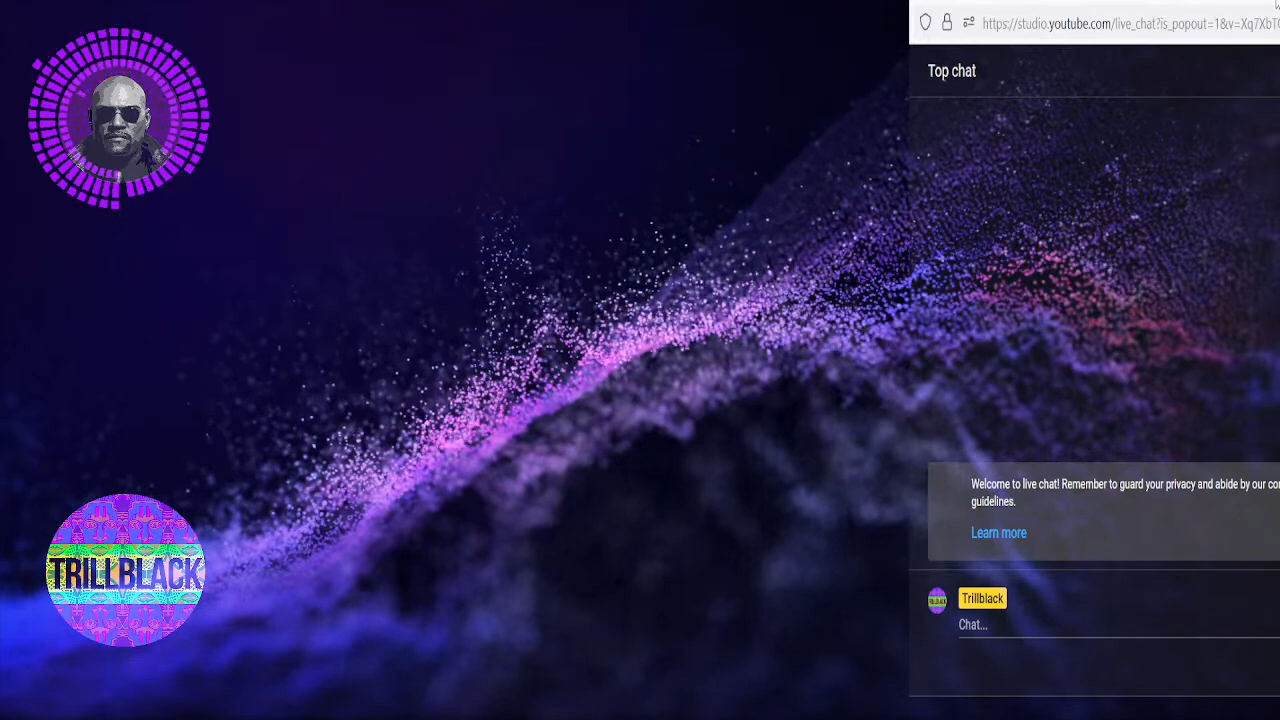 https://studio.youtube.com/live_chat?is_popout=1&v=Xq7XbT
Top chat
Welcome to live chat! Remember to guard your privacy and abide by our
guidelines.
Learn more
TRILLBLACK
Trillblack
Chat...